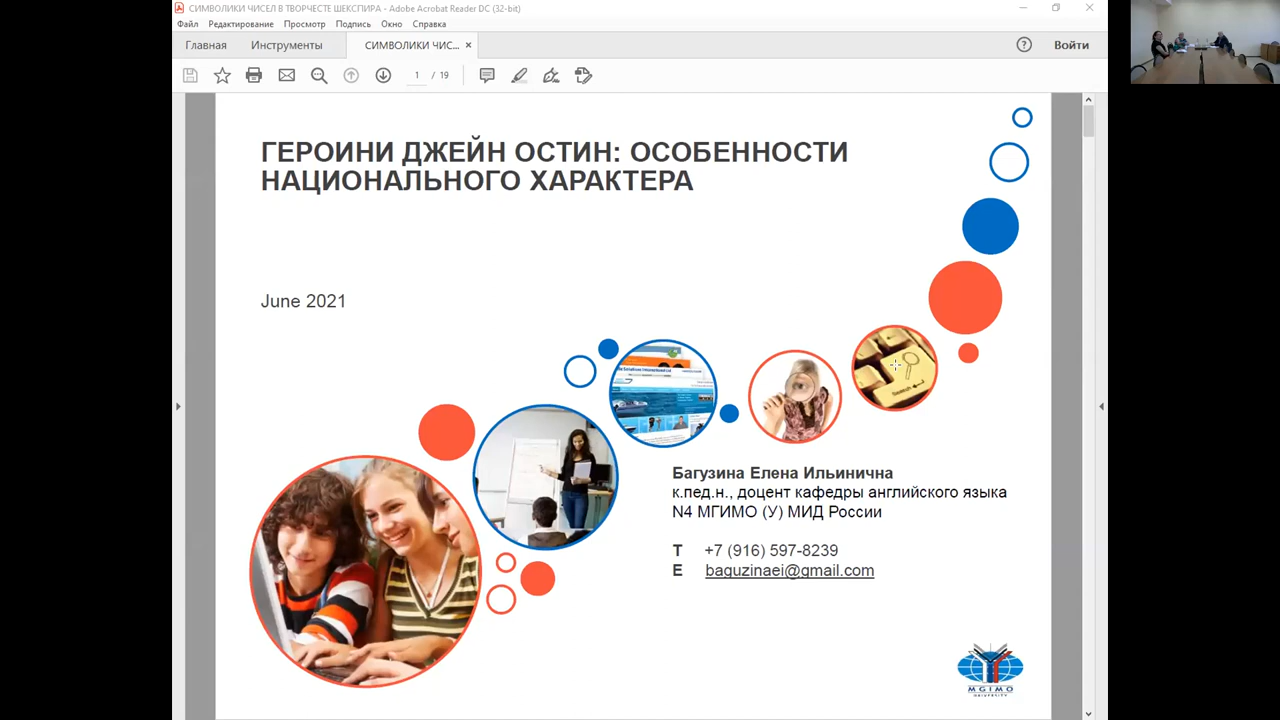 СИМВОЛИКИ ЧИСЕЛ В ТВОРЧЕСТВЕ ШЕКСПИРА - Adobe Acrobat Reader DC (32-bit)
Файл Редактирование Просмотр Подпись Окно Справка
Главная Инструменты СИМВОЛИКИ ЧИС... × Войти
1 / 19
ГЕРОИНИ ДЖЕЙН ОСТИН: ОСОБЕННОСТИ
НАЦИОНАЛЬНОГО ХАРАКТЕРА
June 2021
Багузина Елена Ильинична
к.пед.н., доцент кафедры английского языка
N4 МГИМО (У) МИД России
T +7 (916) 597-8239
E baguzinaei@gmail.com
MGIMO
UNIVERSITY